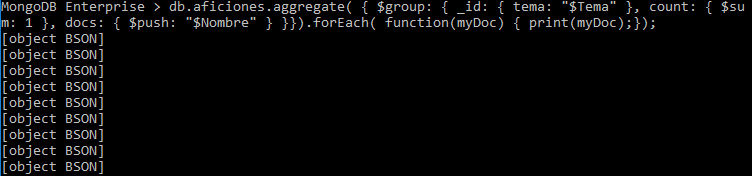 MongoDB Enterprise > db.aficiones.aggregate( { $group: { _id: { tema: "$Tema" }, count: { $su
m: 1 }, docs: { $push: "$Nombre" } }}).forEach( function(myDoc) { print(myDoc);});
[object BSON]
[object BSON]
[object BSON]
[object BSON]
[object BSON]
[object BSON]
[object BSON]
[object BSON]
[object BSON]